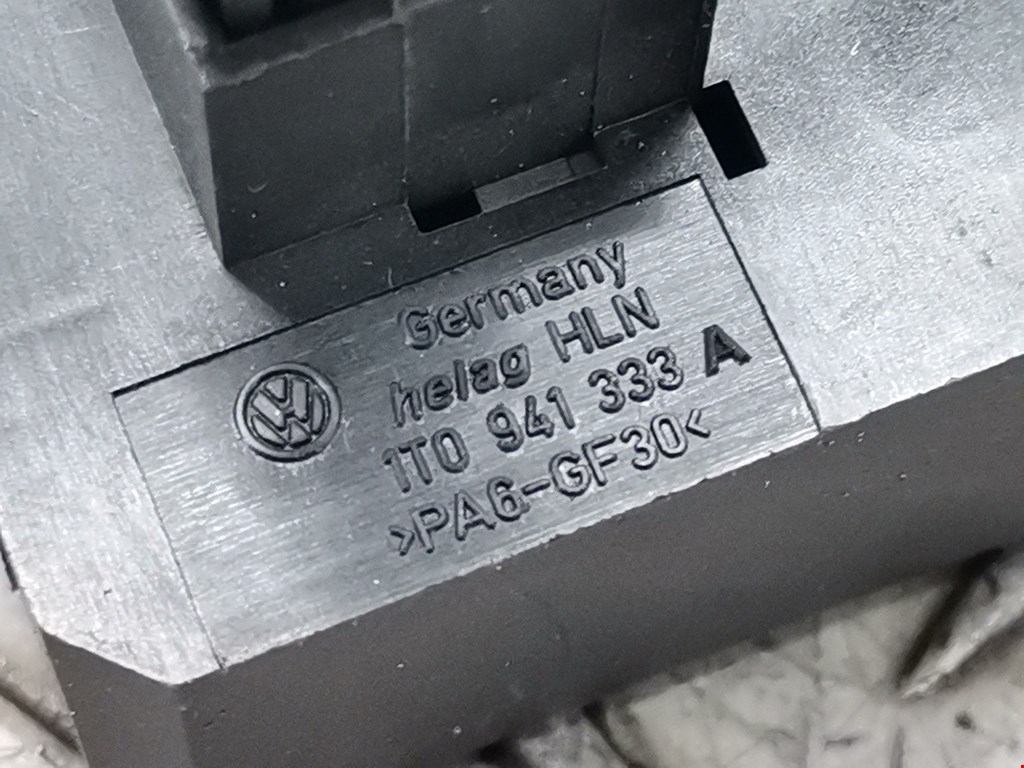 Germany
helag HLN
1T0 941 333 A
>PA6-GF30<